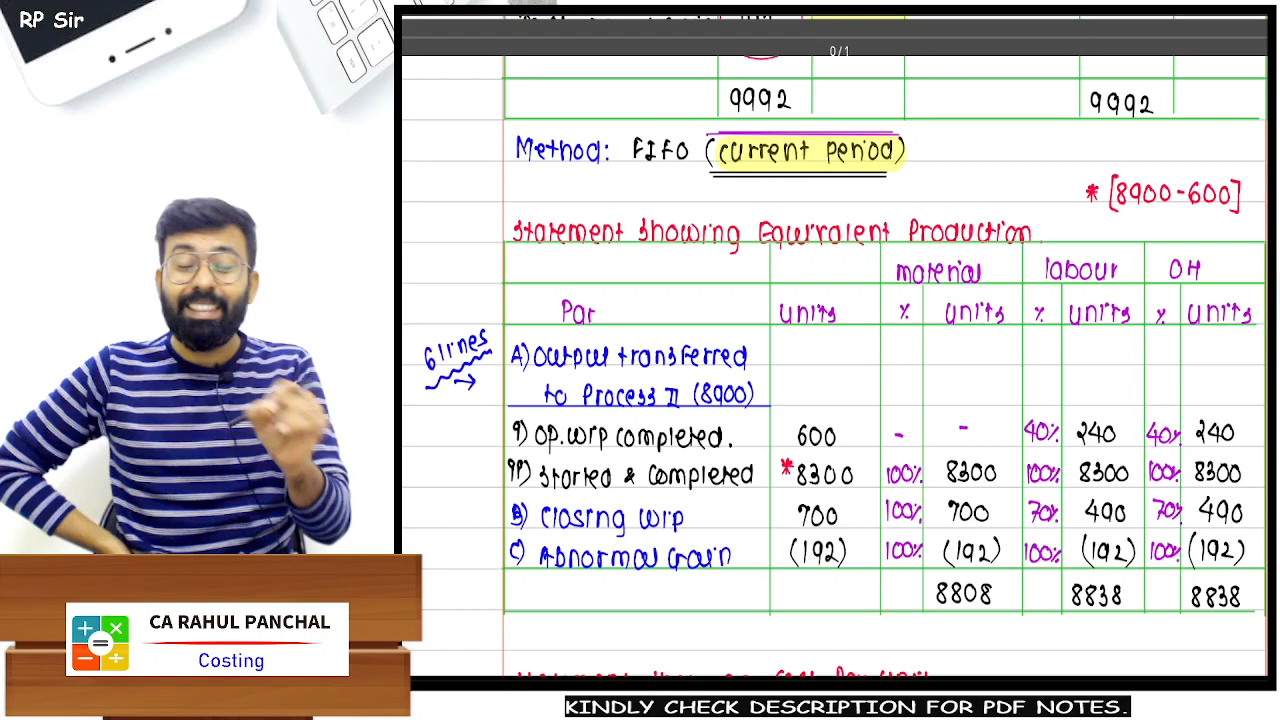 RP Sir
0/1
9992 9992
Method: FIFO (current period)
* [8900-600]
Statement Showing Equivalent Production.
material labour OH
Par units % units % units % units
6 lines
A) Output transferred
to Process II (8900)
i) OP. WIP completed. 600 - - 40% 240 40% 240
ii) Started & completed *8300 100% 8300 100% 8300 100% 8300
B) Closing WIP 700 100% 700 70% 490 70% 490
C) Abnormal Gain (192) 100% (192) 100% (192) 100% (192)
8808 8838 8838
CA RAHUL PANCHAL
Costing
KINDLY CHECK DESCRIPTION FOR PDF NOTES.